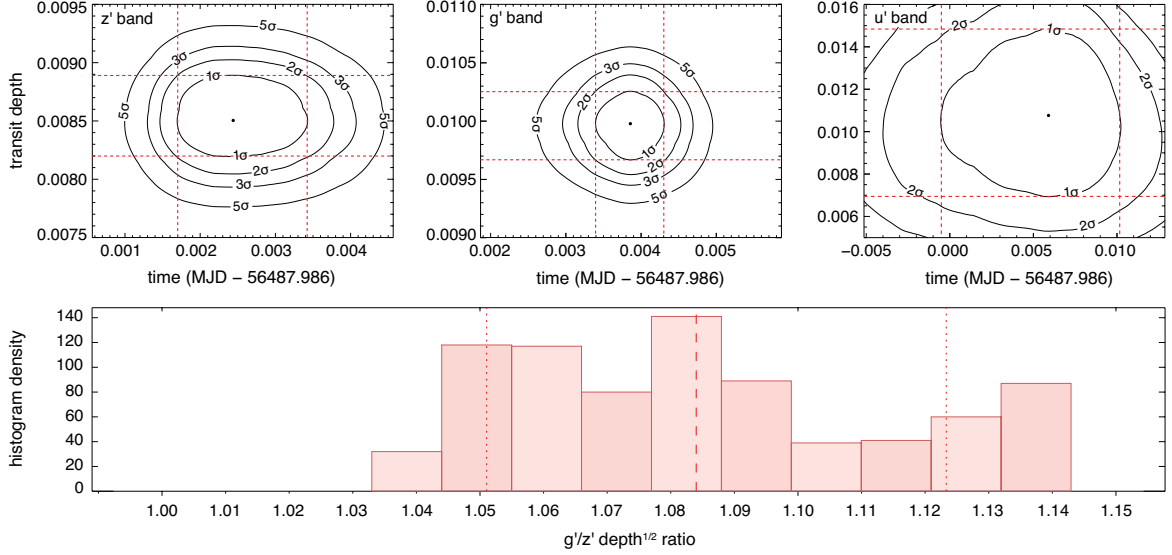 z' band
g' band
u' band
transit depth
0.0095
0.0090
0.0085
0.0080
0.0075
5σ
3σ
2σ
1σ
3σ
5σ
5σ
1σ
2σ
3σ
5σ
0.001
0.002
0.003
0.004
time (MJD − 56487.986)
0.0110
0.0105
0.0100
0.0095
0.0090
3σ
5σ
2σ
5σ
1σ
2σ
3σ
5σ
0.002
0.003
0.004
0.005
time (MJD − 56487.986)
0.016
0.014
0.012
0.010
0.008
0.006
2σ
1σ
2σ
2σ
1σ
2σ
−0.005
0.000
0.005
0.010
time (MJD − 56487.986)
histogram density
140
120
100
80
60
40
20
0
1.00 1.01 1.02 1.03 1.04 1.05 1.06 1.07 1.08 1.09 1.10 1.11 1.12 1.13 1.14 1.15
g'/z' depth1/2 ratio